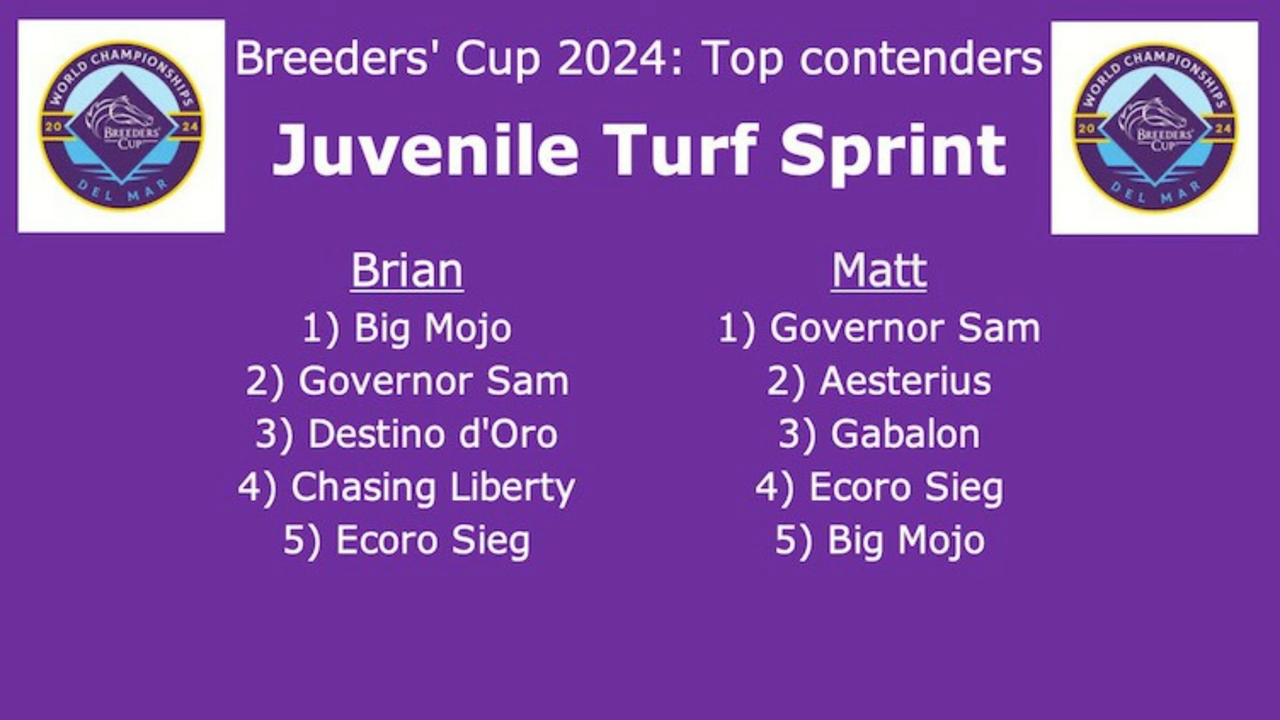 WORLD CHAMPIONSHIPS
20 24
BREEDERS'
CUP
DEL MAR
Breeders' Cup 2024: Top contenders
Juvenile Turf Sprint
WORLD CHAMPIONSHIPS
20 24
BREEDERS'
CUP
DEL MAR
Brian
1) Big Mojo
2) Governor Sam
3) Destino d'Oro
4) Chasing Liberty
5) Ecoro Sieg
Matt
1) Governor Sam
2) Aesterius
3) Gabalon
4) Ecoro Sieg
5) Big Mojo